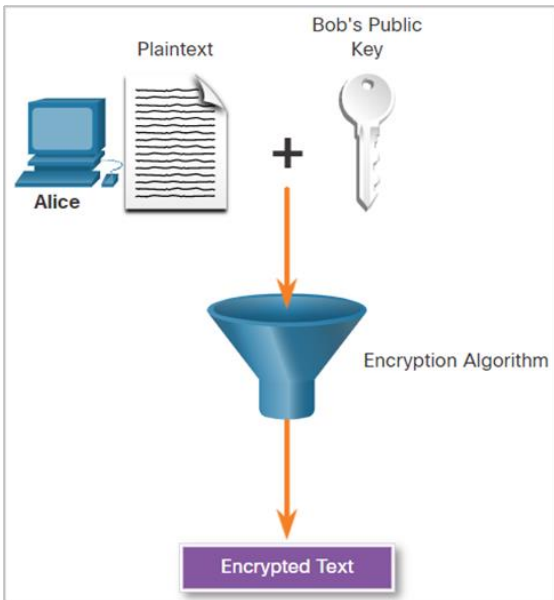 Plaintext
Bob's Public
Key
+
Alice
Encryption Algorithm
Encrypted Text